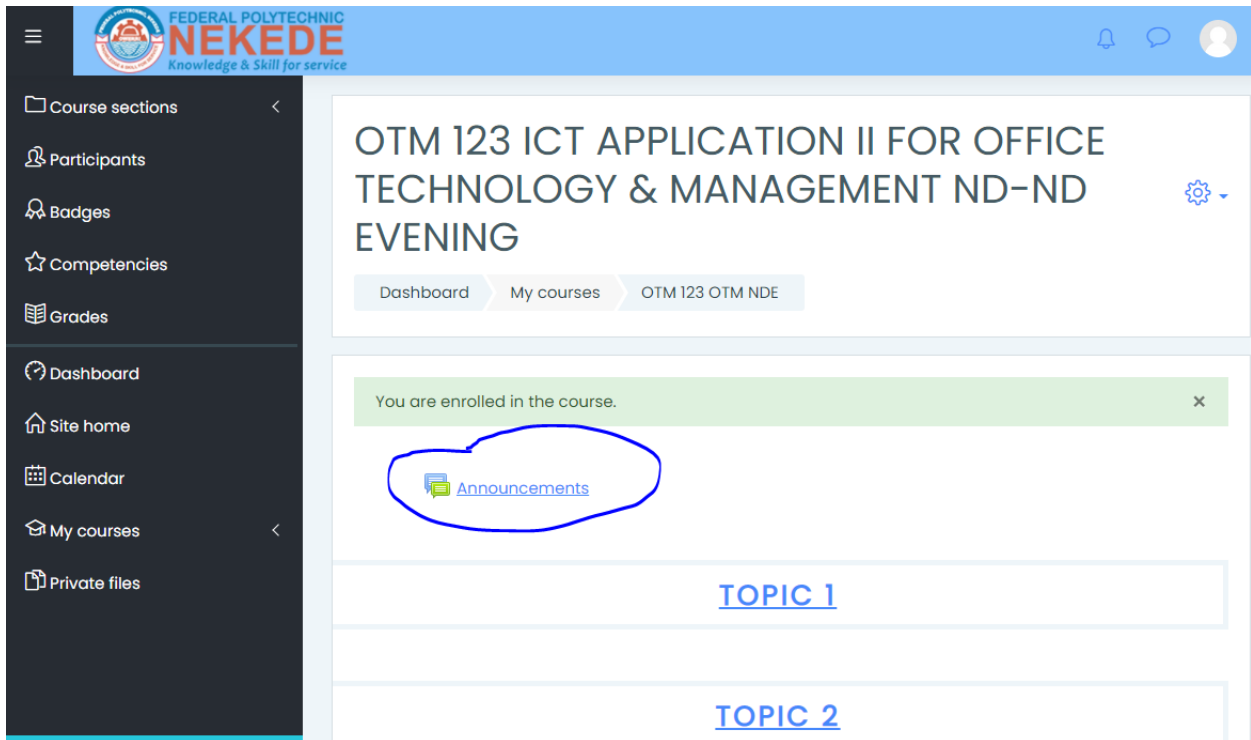 FEDERAL POLYTECHNIC
NEKEDE
Knowledge & Skill for service
Course sections
Participants
Badges
Competencies
Grades
Dashboard
Site home
Calendar
My courses
Private files
OTM 123 ICT APPLICATION II FOR OFFICE
TECHNOLOGY & MANAGEMENT ND-ND
EVENING
Dashboard My courses OTM 123 OTM NDE
You are enrolled in the course. ×
Announcements
TOPIC 1
TOPIC 2